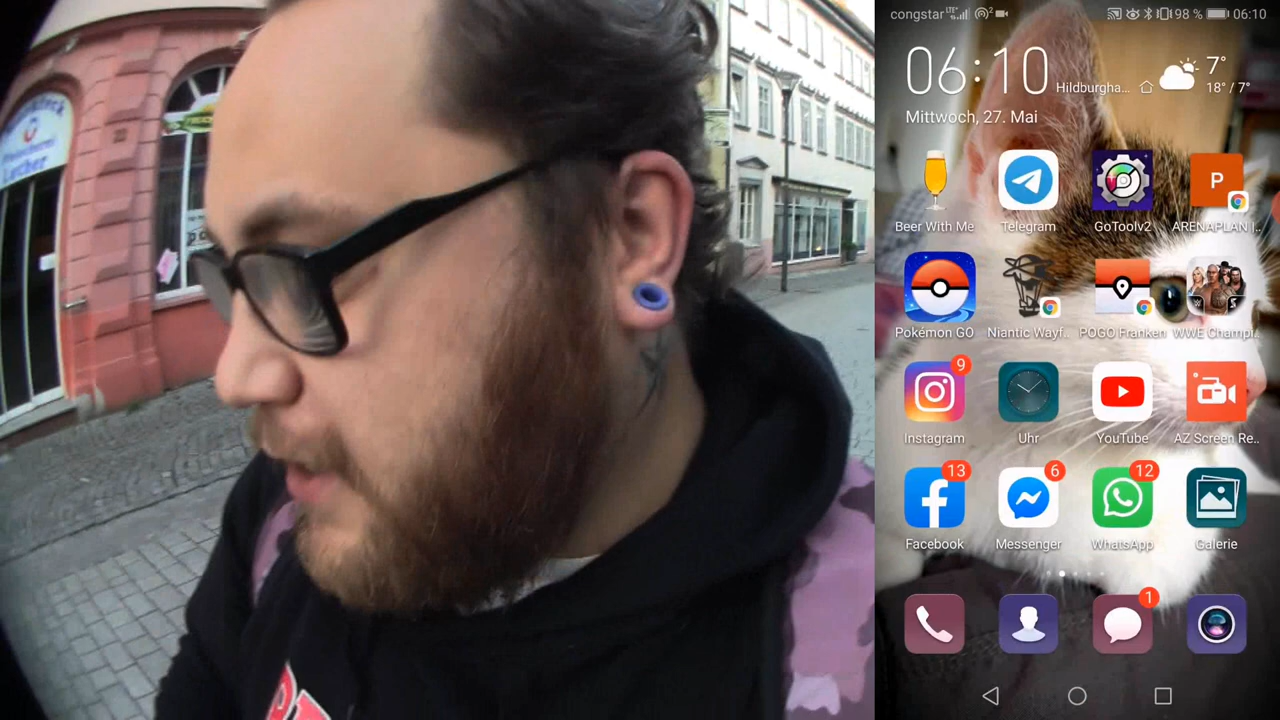 Luther
congstar LTE 98 % 06:10
06:10
Hildburgha...
7°
18° / 7°
Mittwoch, 27. Mai
Beer With Me
Telegram
GoToolv2
P
ARENAPLAN |..
Pokémon GO
Niantic Wayf..
POGO Franken
WWE Champi..
9
Instagram
Uhr
YouTube
AZ Screen Re..
13
6
12
Facebook
Messenger
WhatsApp
Galerie
1